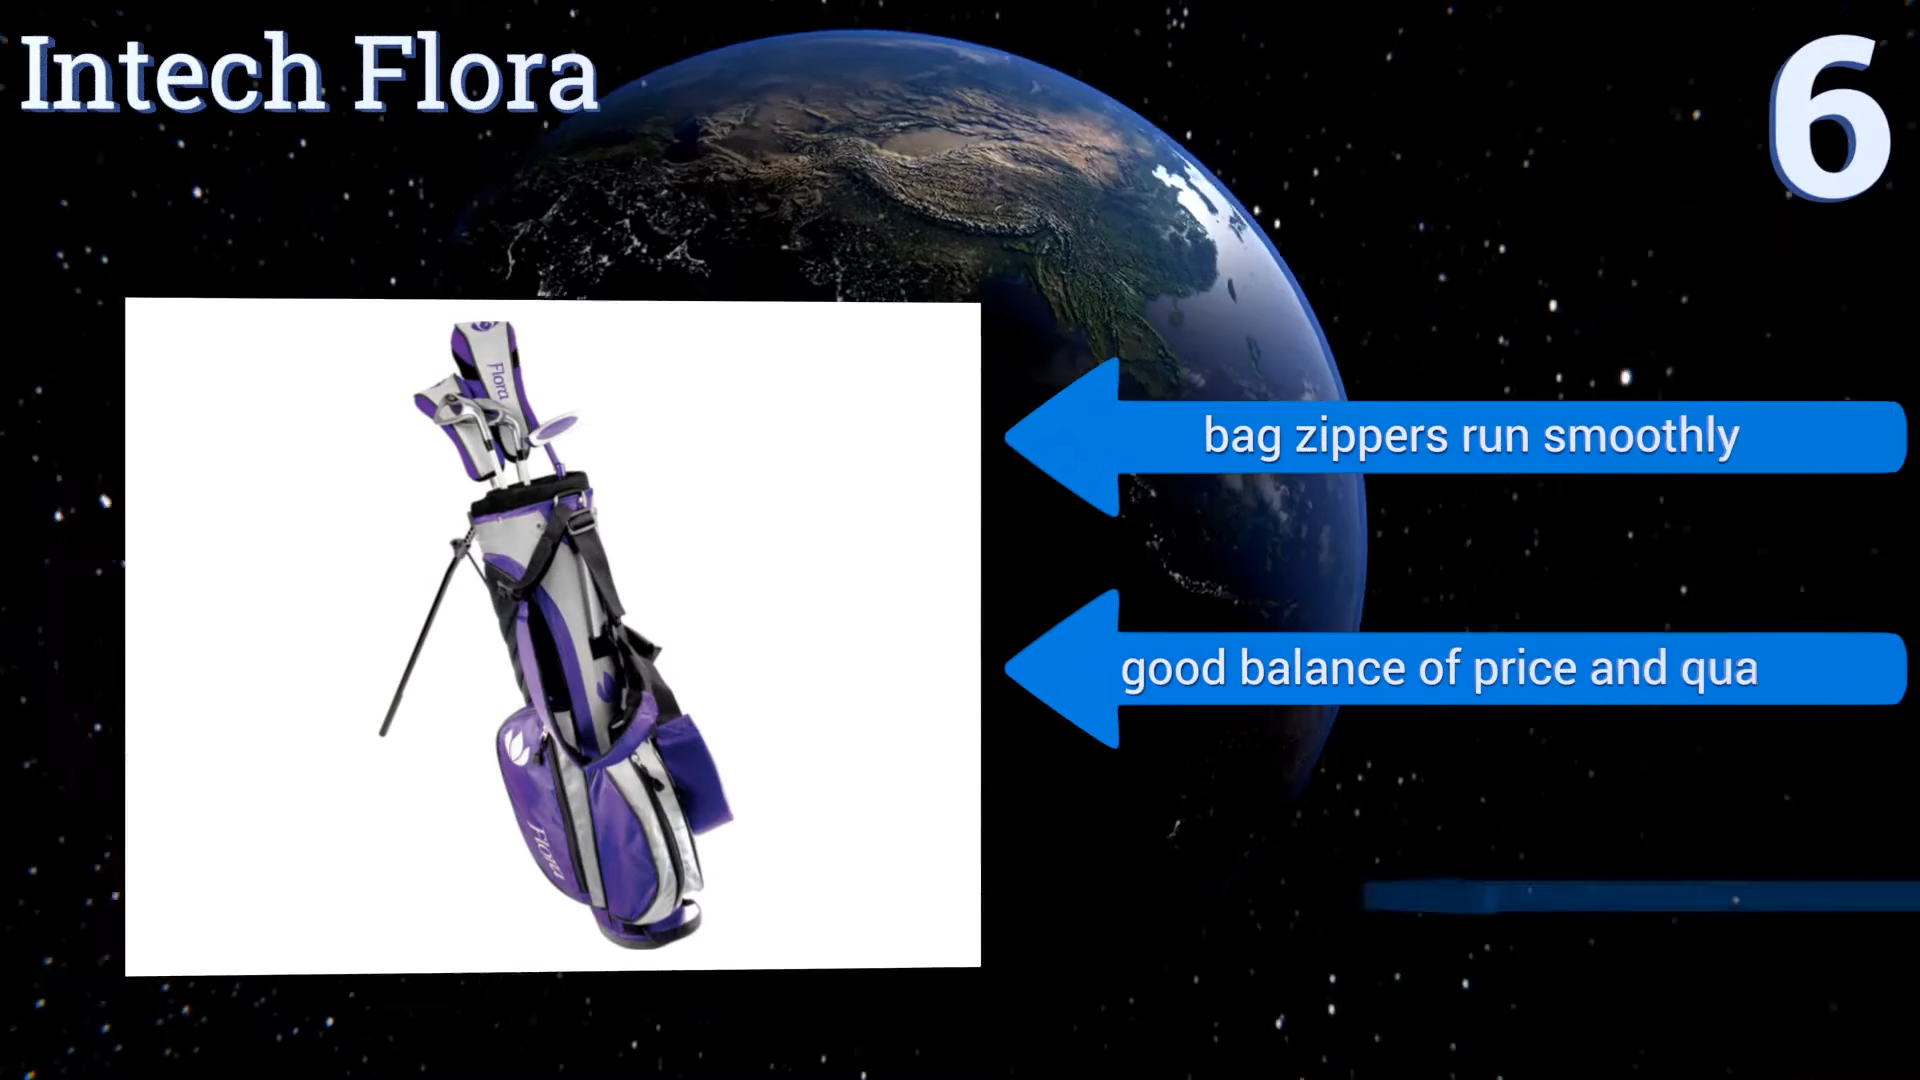 Intech Flora
6
Flora
bag zippers run smoothly
good balance of price and qua
Flora